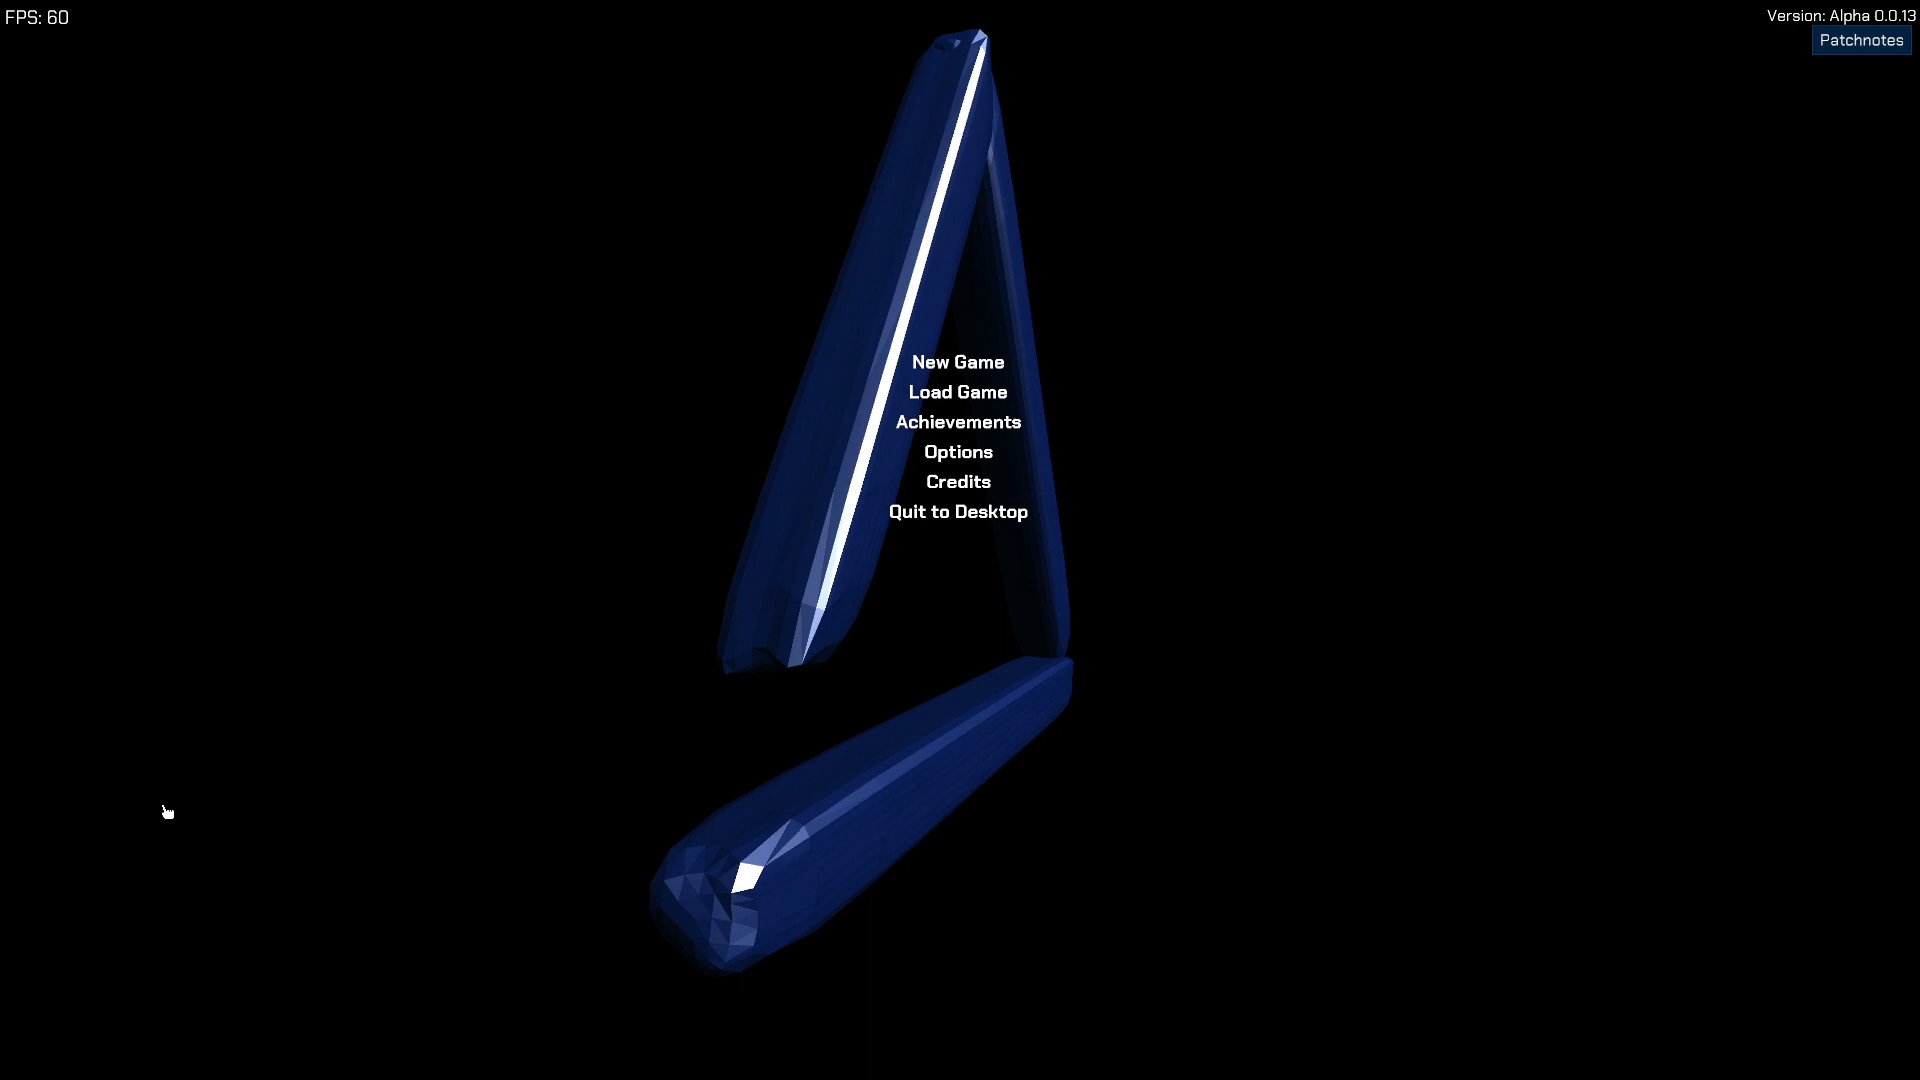 FPS: 60
Version: Alpha 0.0.13
Patchnotes
New Game
Load Game
Achievements
Options
Credits
Quit to Desktop